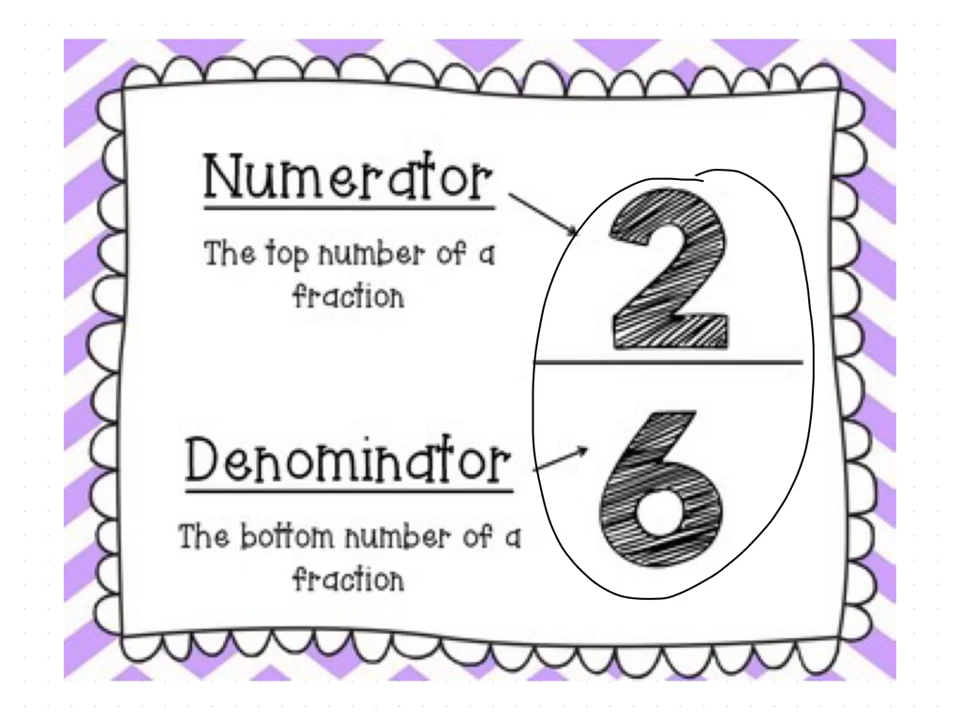 Numerator
The top number of a
fraction
2
6
Denominator
The bottom number of a
fraction